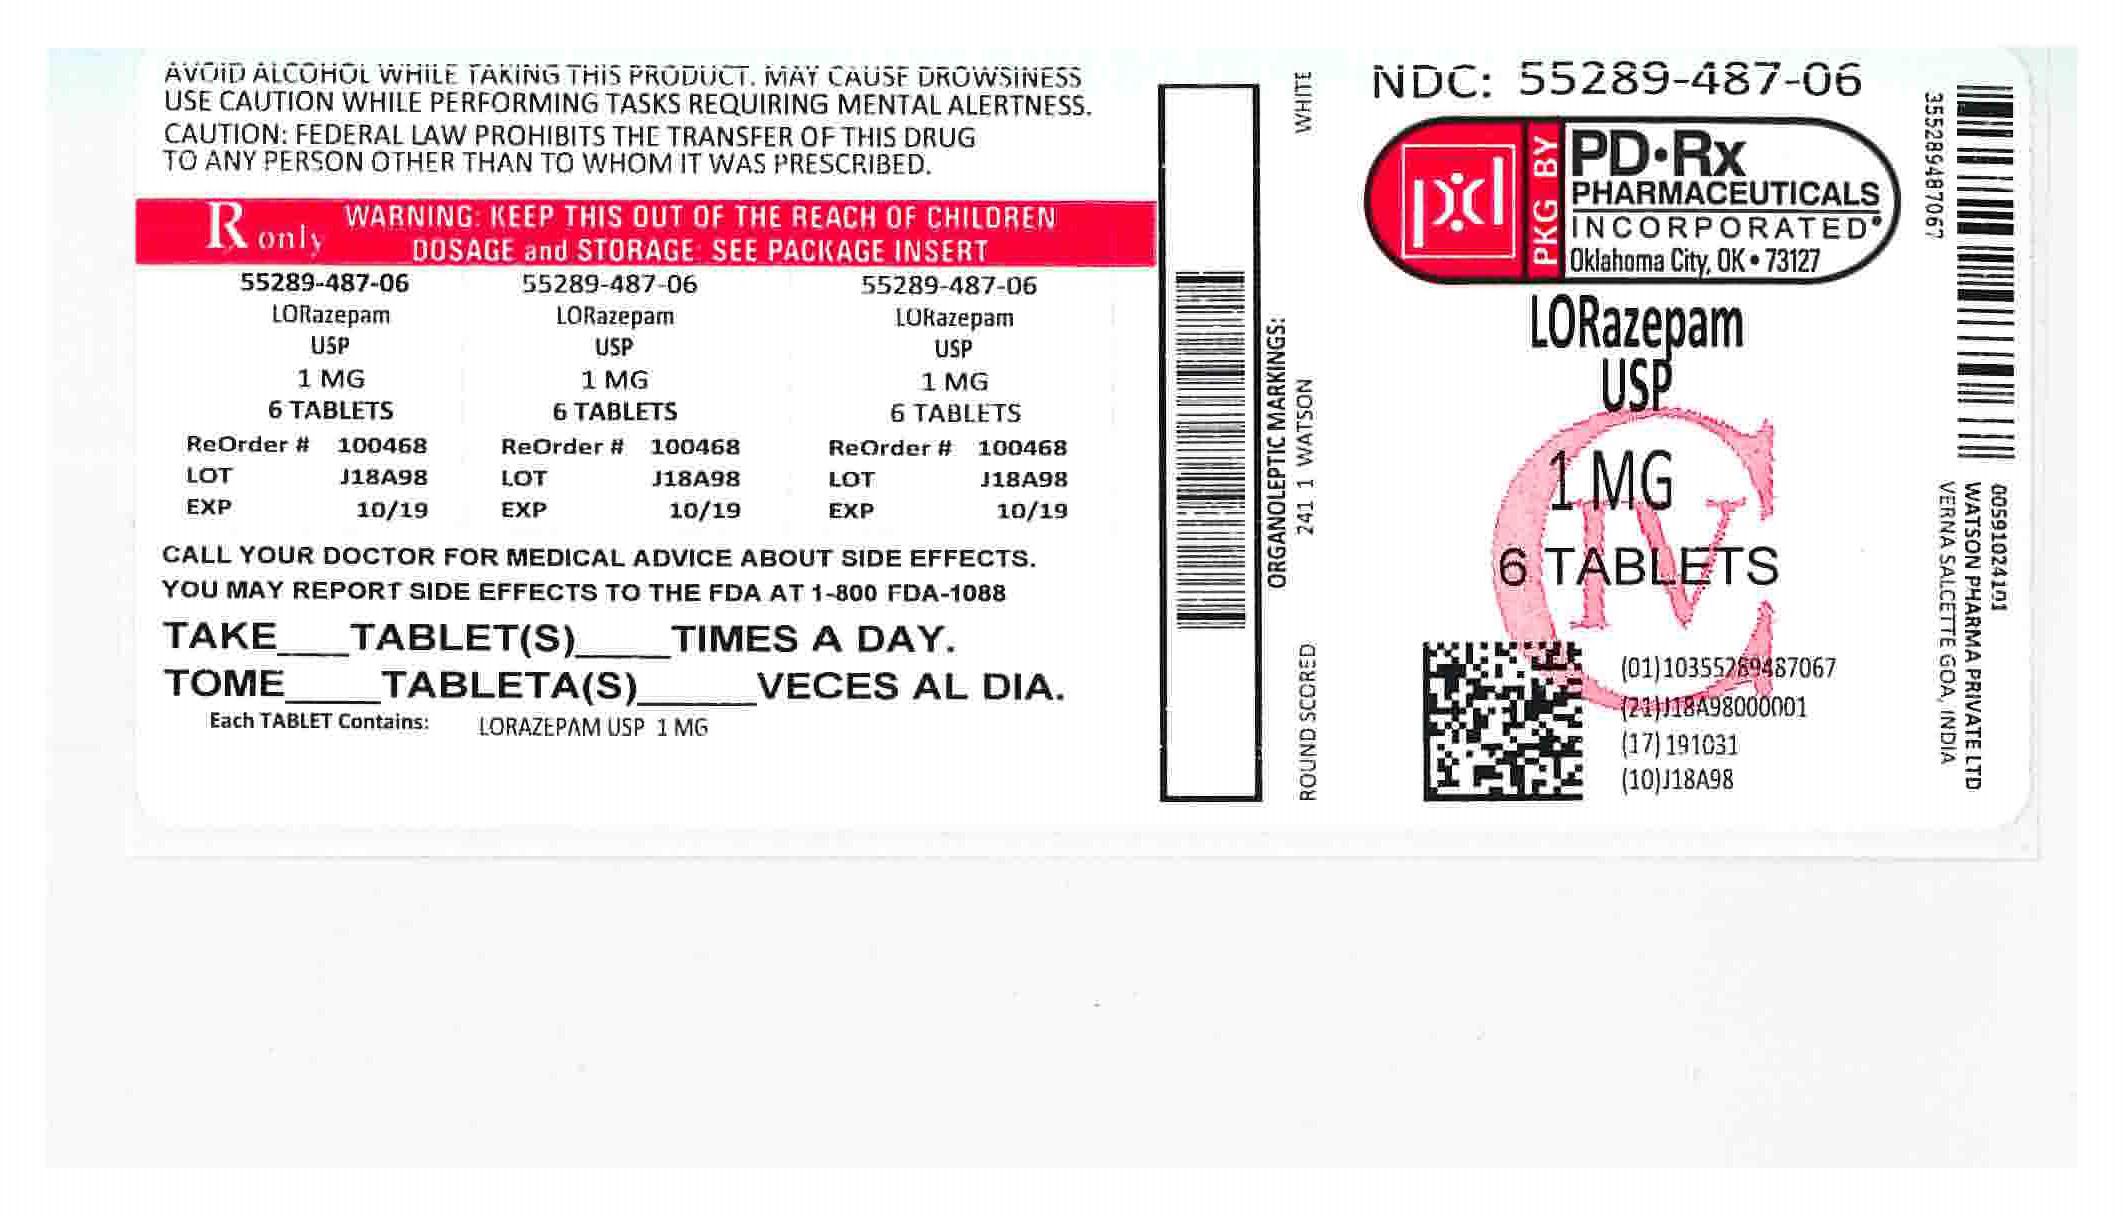 AVOID ALCOHOL WHILE TAKING THIS PRODUCT. MAY CAUSE DROWSINESS
USE CAUTION WHILE PERFORMING TASKS REQUIRING MENTAL ALERTNESS.
CAUTION: FEDERAL LAW PROHIBITS THE TRANSFER OF THIS DRUG
TO ANY PERSON OTHER THAN TO WHOM IT WAS PRESCRIBED.
Rx only
WARNING: KEEP THIS OUT OF THE REACH OF CHILDREN
DOSAGE and STORAGE: SEE PACKAGE INSERT
55289-487-06
LORazepam
USP
1 MG
6 TABLETS
ReOrder # 100468
LOT J18A98
EXP 10/19
55289-487-06
LORazepam
USP
1 MG
6 TABLETS
ReOrder # 100468
LOT J18A98
EXP 10/19
55289-487-06
LORazepam
USP
1 MG
6 TABLETS
ReOrder # 100468
LOT J18A98
EXP 10/19
CALL YOUR DOCTOR FOR MEDICAL ADVICE ABOUT SIDE EFFECTS.
YOU MAY REPORT SIDE EFFECTS TO THE FDA AT 1-800 FDA-1088
TAKE___TABLET(S)____TIMES A DAY.
TOME____TABLETA(S)_____VECES AL DIA.
Each TABLET Contains: LORAZEPAM USP 1 MG
ORGANOLEPTIC MARKINGS:
ROUND SCORED 241 1 WATSON WHITE
NDC: 55289-487-06
pd
PKG BY
PD•Rx
PHARMACEUTICALS
INCORPORATED®
Oklahoma City, OK • 73127
LORazepam
USP
1 MG
6 TABLETS
CIV
(01)10355289487067
(21)J18A98000001
(17)191031
(10)J18A98
355289487067
00591024101
WATSON PHARMA PRIVATE LTD
VERNA SALCETTE GOA, INDIA